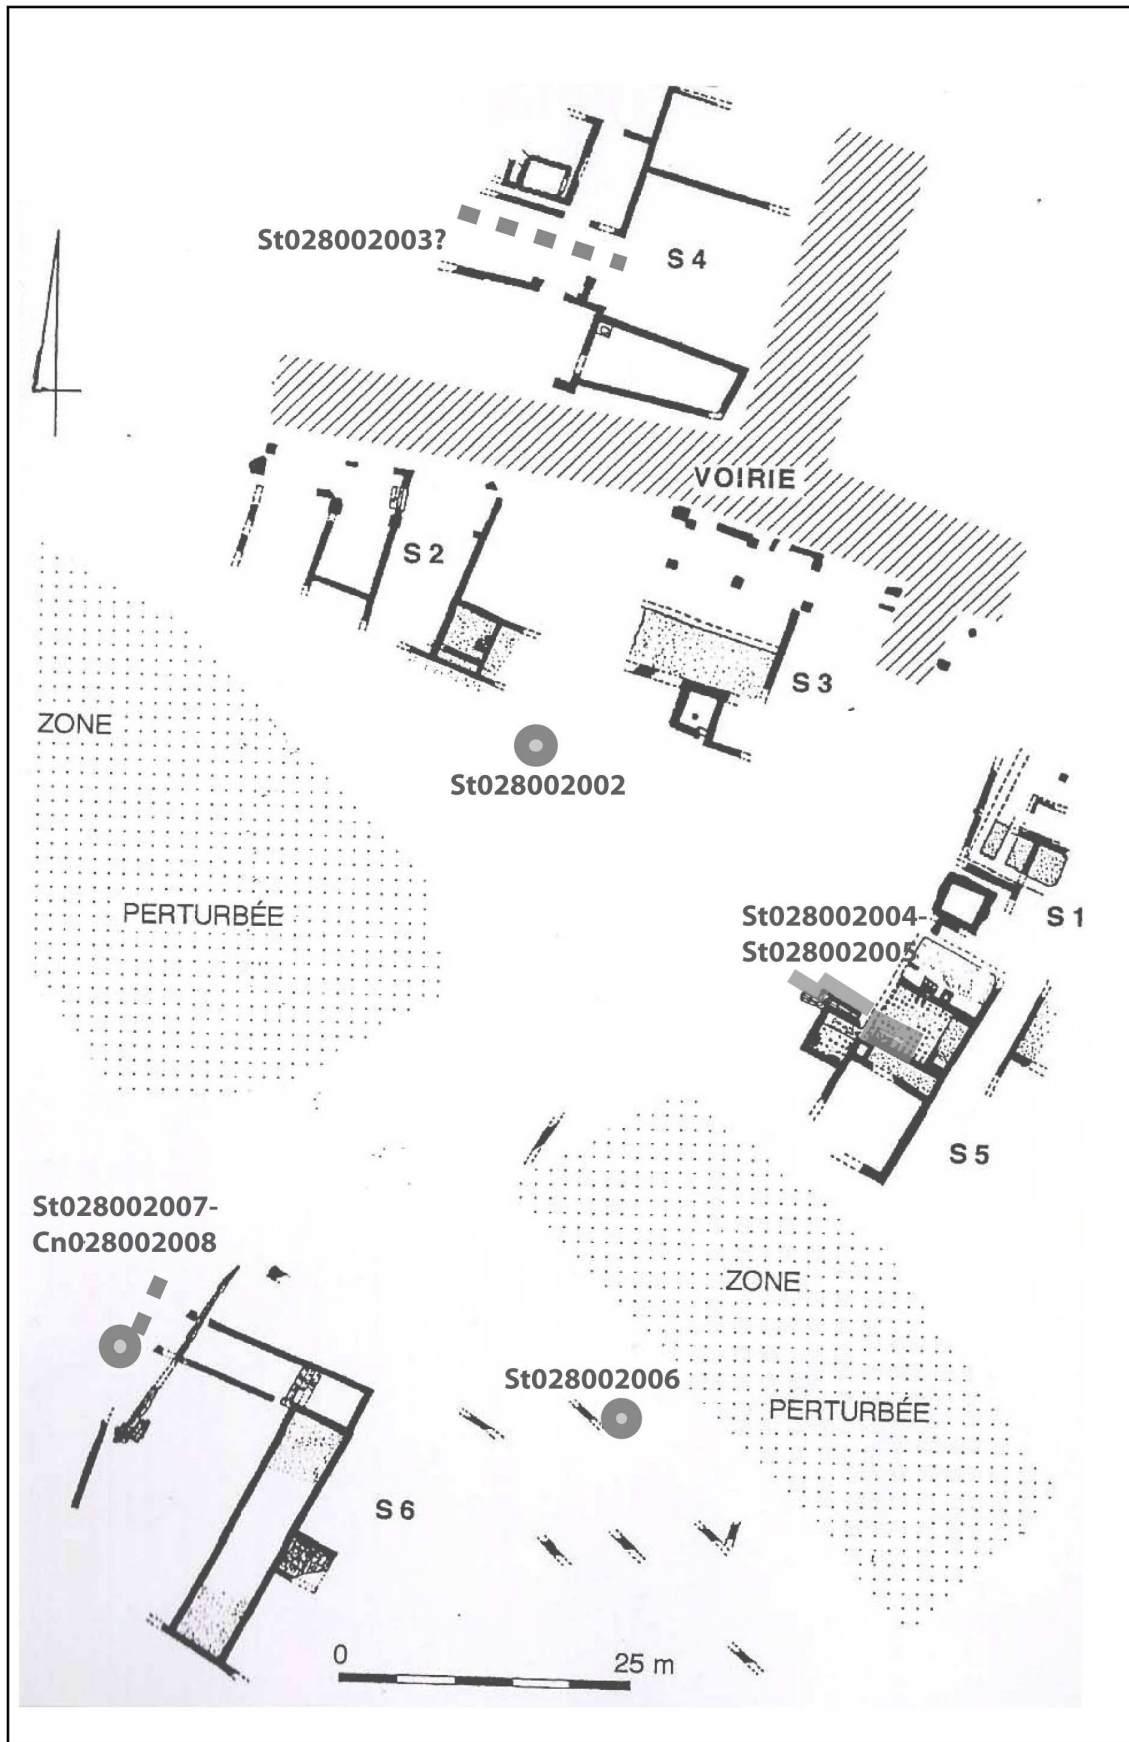 St028002003?
S 4
VOIRIE
S 2
S 3
ZONE
St028002002
PERTURBÉE
St028002004-
St028002005
S 1
S 5
St028002007-
Cn028002008
ZONE
St028002006
PERTURBÉE
S 6
0
25 m